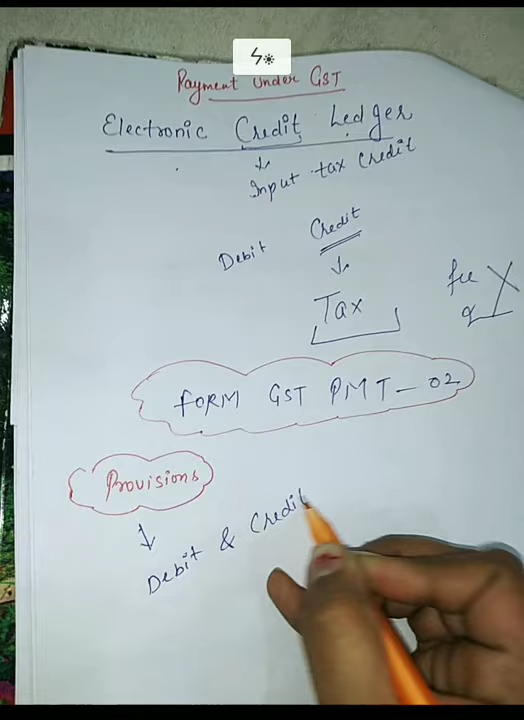 Payment under GST
Electronic Credit Ledger
Input tax credit
Debit Credit
Tax
fee
FORM GST PMT-02
Provisions
Debit & Credit